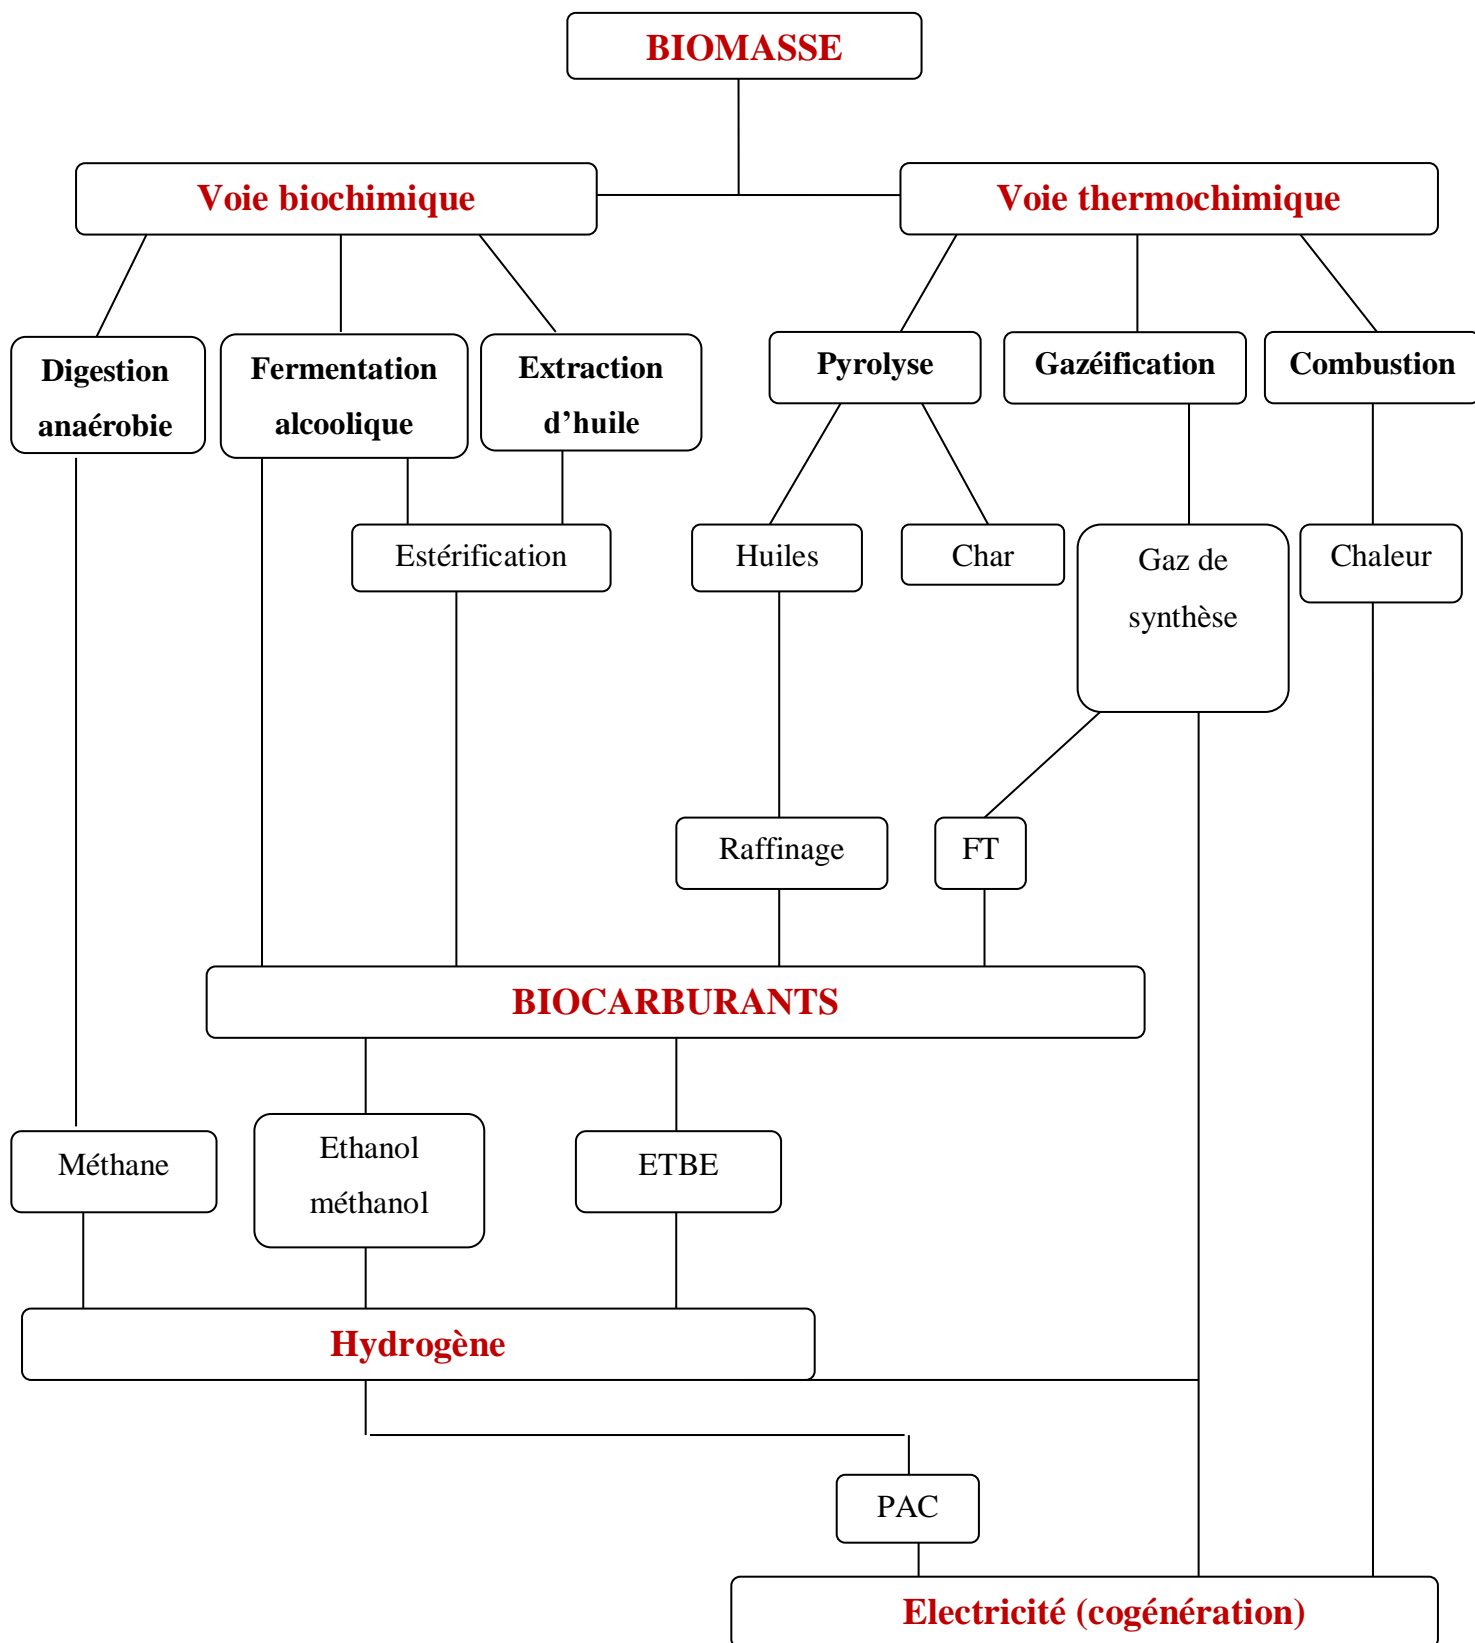 BIOMASSE
Voie biochimique
Voie thermochimique
Digestion
anaérobie
Fermentation
alcoolique
Extraction
d’huile
Pyrolyse
Gazéification
Combustion
Estérification
Huiles
Char
Gaz de
synthèse
Chaleur
Raffinage
FT
BIOCARBURANTS
Méthane
Ethanol
méthanol
ETBE
Hydrogène
PAC
Electricité (cogénération)